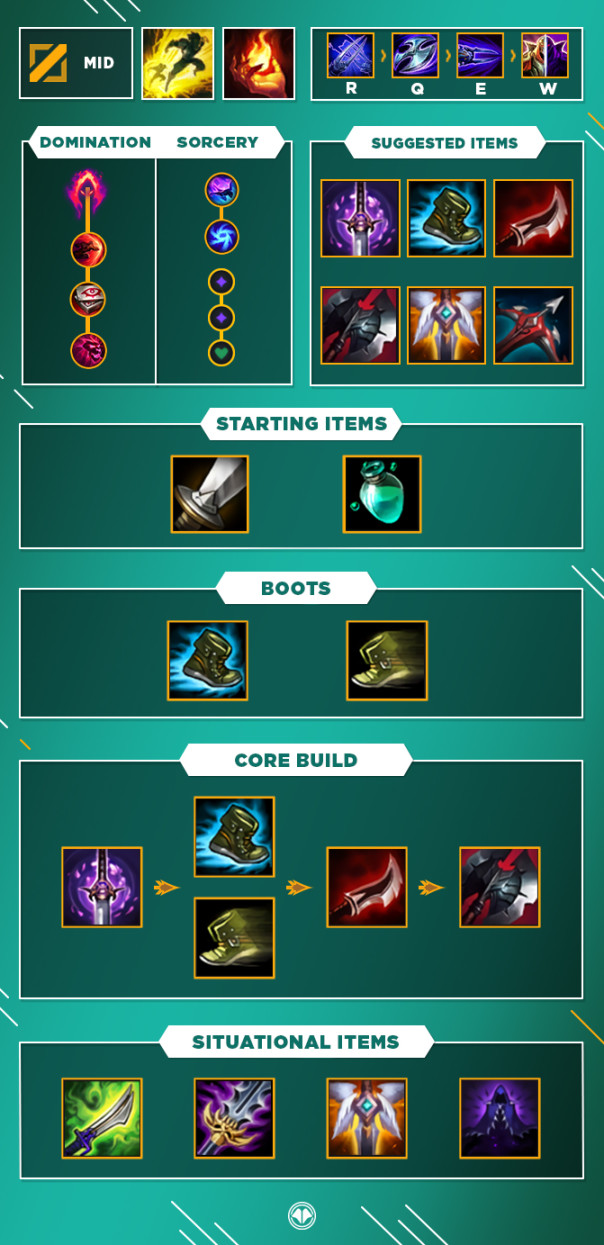 MID
R Q E W
DOMINATION SORCERY
SUGGESTED ITEMS
STARTING ITEMS
BOOTS
CORE BUILD
SITUATIONAL ITEMS